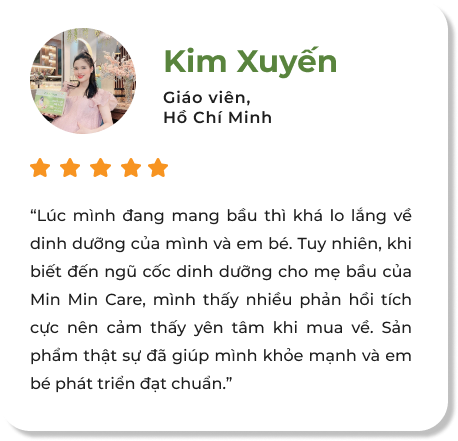 Kim Xuyến
Giáo viên,
Hồ Chí Minh
“Lúc mình đang mang bầu thì khá lo lắng về
dinh dưỡng của mình và em bé. Tuy nhiên, khi
biết đến ngũ cốc dinh dưỡng cho mẹ bầu của
Min Min Care, mình thấy nhiều phản hồi tích
cực nên cảm thấy yên tâm khi mua về. Sản
phẩm thật sự đã giúp mình khỏe mạnh và em
bé phát triển đạt chuẩn.”